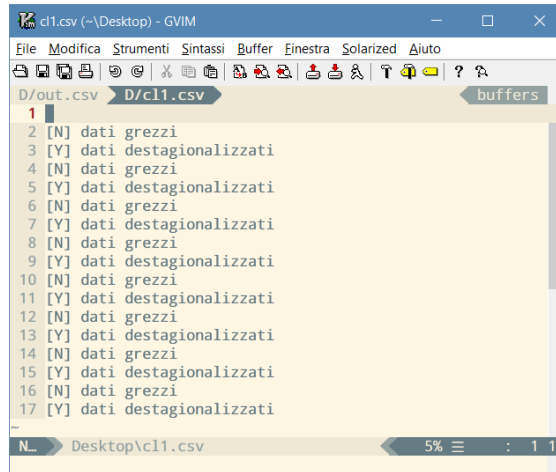 cl1.csv (~\Desktop) - GVIM
File Modifica Strumenti Sintassi Buffer Finestra Solarized Aiuto
D/out.csv D/cl1.csv buffers
1
2 [N] dati grezzi
3 [Y] dati destagionalizzati
4 [N] dati grezzi
5 [Y] dati destagionalizzati
6 [N] dati grezzi
7 [Y] dati destagionalizzati
8 [N] dati grezzi
9 [Y] dati destagionalizzati
10 [N] dati grezzi
11 [Y] dati destagionalizzati
12 [N] dati grezzi
13 [Y] dati destagionalizzati
14 [N] dati grezzi
15 [Y] dati destagionalizzati
16 [N] dati grezzi
17 [Y] dati destagionalizzati
~
N… Desktop\cl1.csv 5% ☰ : 1 1